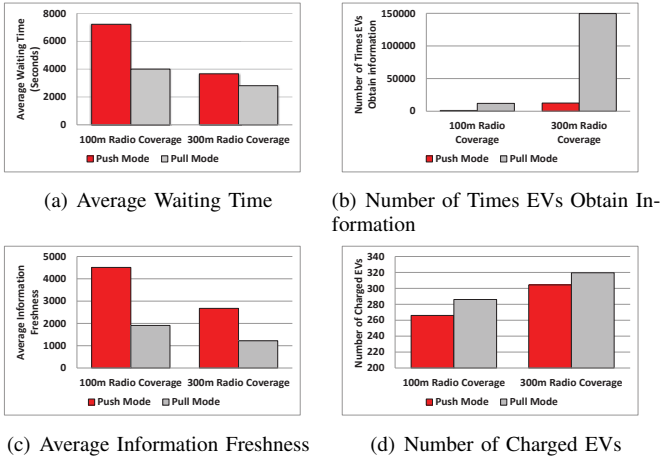 Average Waiting Time
(Seconds)
8000
6000
4000
2000
0
100m Radio Coverage 300m Radio Coverage
Push Mode Pull Mode
(a) Average Waiting Time
Number of Times EVs
Obtain information
150000
100000
50000
0
100m Radio
Coverage
300m Radio
Coverage
Push Mode Pull Mode
(b) Number of Times EVs Obtain In-
formation
Average Information
Freshness
5000
4000
3000
2000
1000
0
100m Radio Coverage 300m Radio Coverage
Push Mode Pull Mode
(c) Average Information Freshness
Number of Charged EVs
340
320
300
280
260
240
220
200
100m Radio Coverage 300m Radio Coverage
Push Mode Pull Mode
(d) Number of Charged EVs